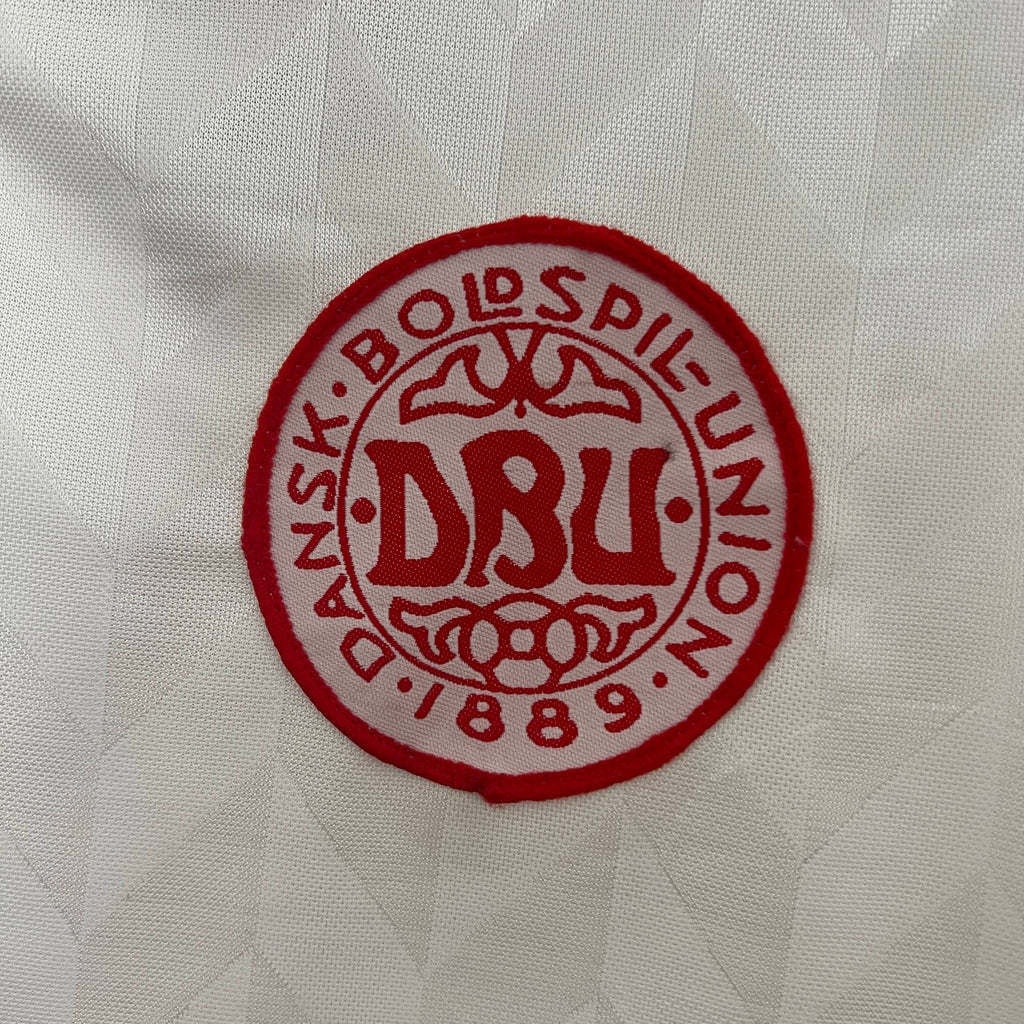 DANSK · BOLDSPIL-UNION
· DBU ·
· 1889 ·